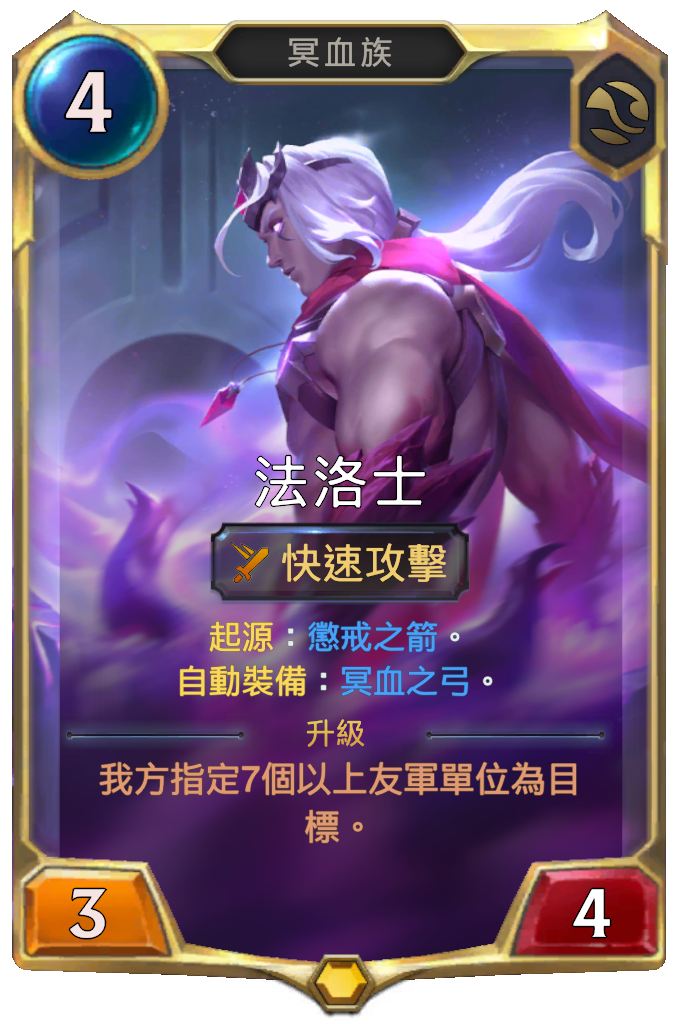 冥血族
4
法洛士
快速攻擊
起源：懲戒之箭。
自動裝備：冥血之弓。
升級
我方指定7個以上友軍單位為目
標。
3
4